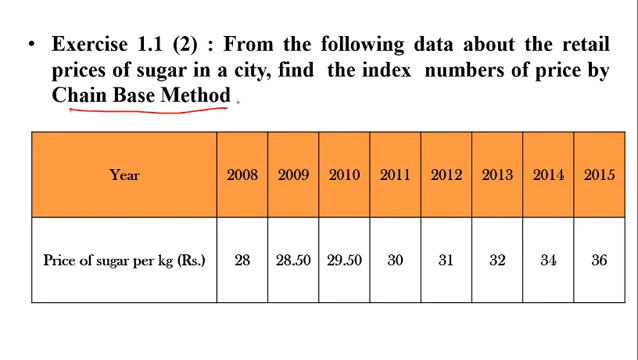 • Exercise 1.1 (2) : From the following data about the retail
prices of sugar in a city, find the index numbers of price by
Chain Base Method .
Year 2008 2009 2010 2011 2012 2013 2014 2015
Price of sugar per kg (Rs.) 28 28.50 29.50 30 31 32 34 36